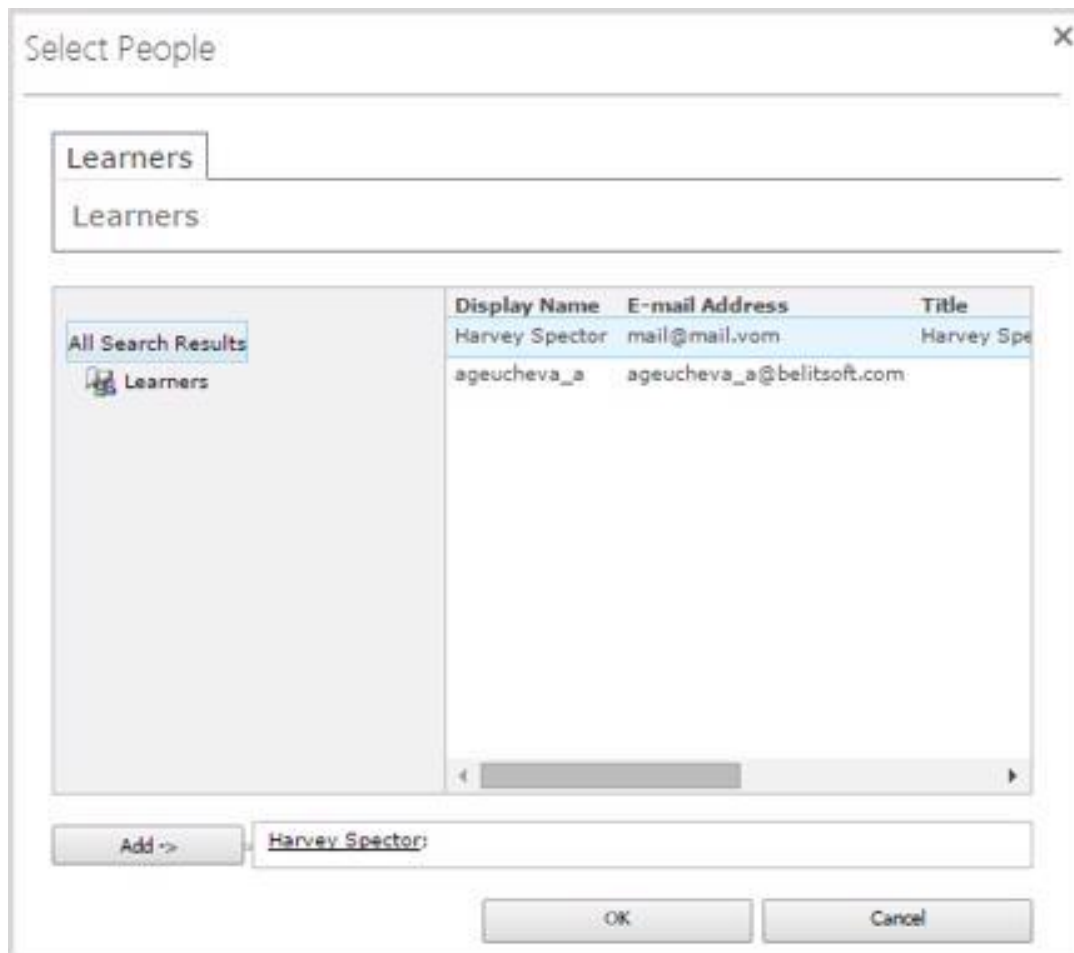 Select People
Learners
Learners
All Search Results
Learners
Display Name E-mail Address Title
Harvey Spector mail@mail.vom Harvey Spe
ageucheva_a ageucheva_a@belitsoft.com
Add -> Harvey Spector;
OK Cancel